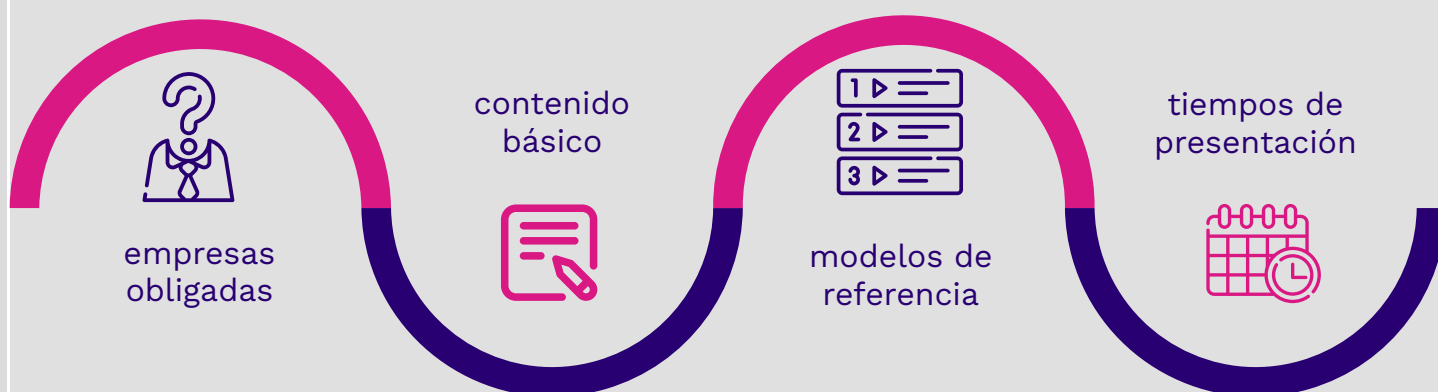 empresas
obligadas
contenido
básico
1
2
3
modelos de
referencia
tiempos de
presentación